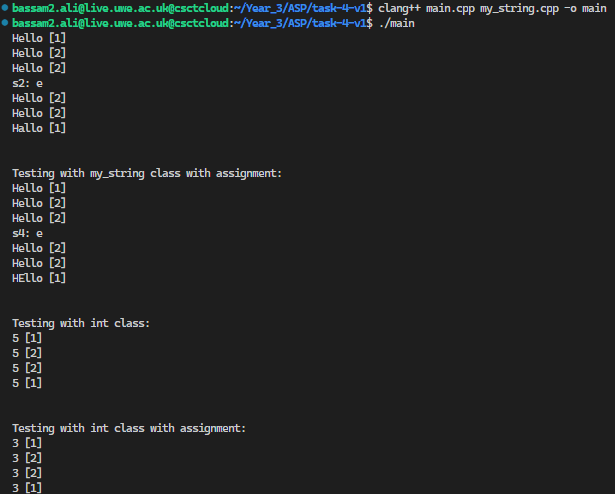 bassam2.ali@live.uwe.ac.uk@csctcloud:~/Year_3/ASP/task-4-v1$ clang++ main.cpp my_string.cpp -o main
bassam2.ali@live.uwe.ac.uk@csctcloud:~/Year_3/ASP/task-4-v1$ ./main
Hello [1]
Hello [2]
Hello [2]
s2: e
Hello [2]
Hello [2]
Hallo [1]
Testing with my_string class with assignment:
Hello [1]
Hello [2]
Hello [2]
s4: e
Hello [2]
Hello [2]
HEllo [1]
Testing with int class:
5 [1]
5 [2]
5 [2]
5 [1]
Testing with int class with assignment:
3 [1]
3 [2]
3 [2]
3 [1]